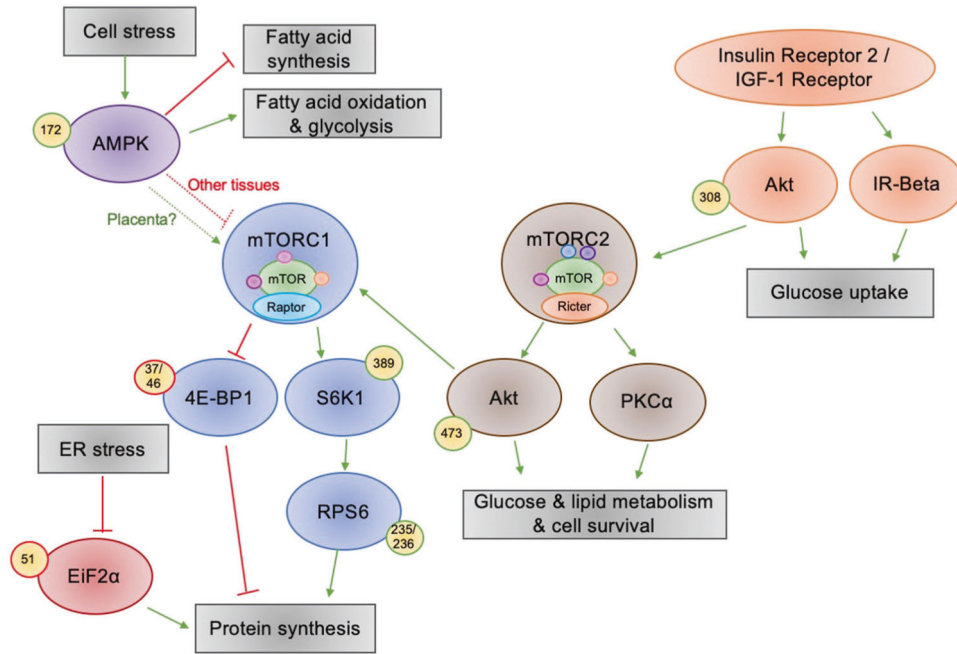 Cell stress
Fatty acid
synthesis
Fatty acid oxidation
& glycolysis
172
AMPK
Other tissues
Placenta?
Insulin Receptor 2 /
IGF-1 Receptor
Akt
308
IR-Beta
Glucose uptake
mTORC1
mTOR
Raptor
mTORC2
mTOR
Ricter
37/
46
4E-BP1
389
S6K1
Akt
473
PKCα
ER stress
RPS6
235/
236
Glucose & lipid metabolism
& cell survival
51
EiF2α
Protein synthesis